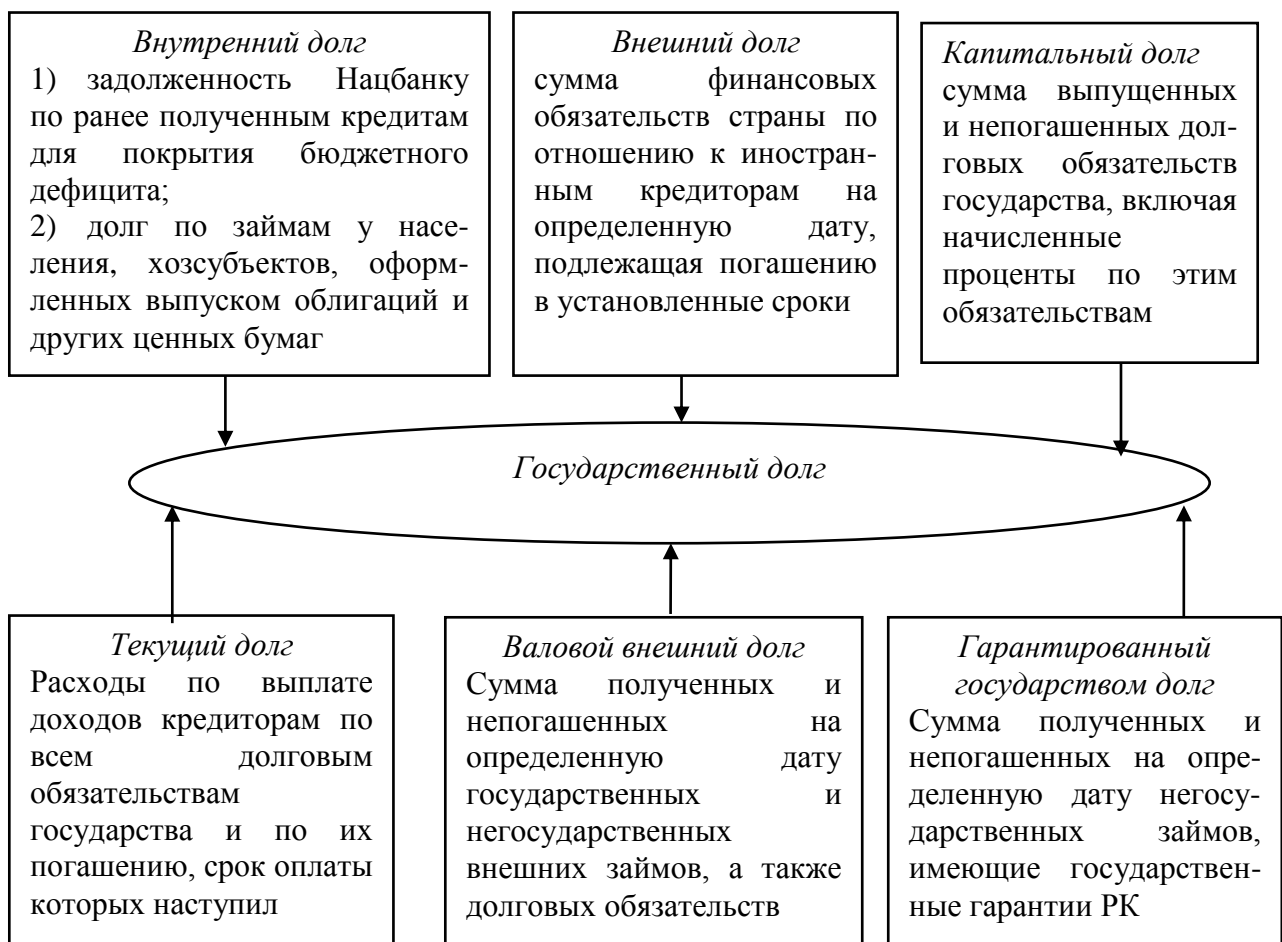 Внутренний долг
1) задолженность Нацбанку
по ранее полученным кредитам
для покрытия бюджетного
дефицита;
2) долг по займам у насе-
ления, хозсубъектов, оформ-
ленных выпуском облигаций и
других ценных бумаг
Внешний долг
сумма финансовых
обязательств страны по
отношению к иностран-
ным кредиторам на
определенную дату,
подлежащая погашению
в установленные сроки
Капитальный долг
сумма выпущенных
и непогашенных дол-
говых обязательств
государства, включая
начисленные
проценты по этим
обязательствам
Государственный долг
Текущий долг
Расходы по выплате
доходов кредиторам по
всем долговым
обязательствам
государства и по их
погашению, срок оплаты
которых наступил
Валовой внешний долг
Сумма полученных и
непогашенных на
определенную дату
государственных и
негосударственных
внешних займов, а также
долговых обязательств
Гарантированный
государством долг
Сумма полученных и
непогашенных на опре-
деленную дату негосу-
дарственных займов,
имеющие государствен-
ные гарантии РК